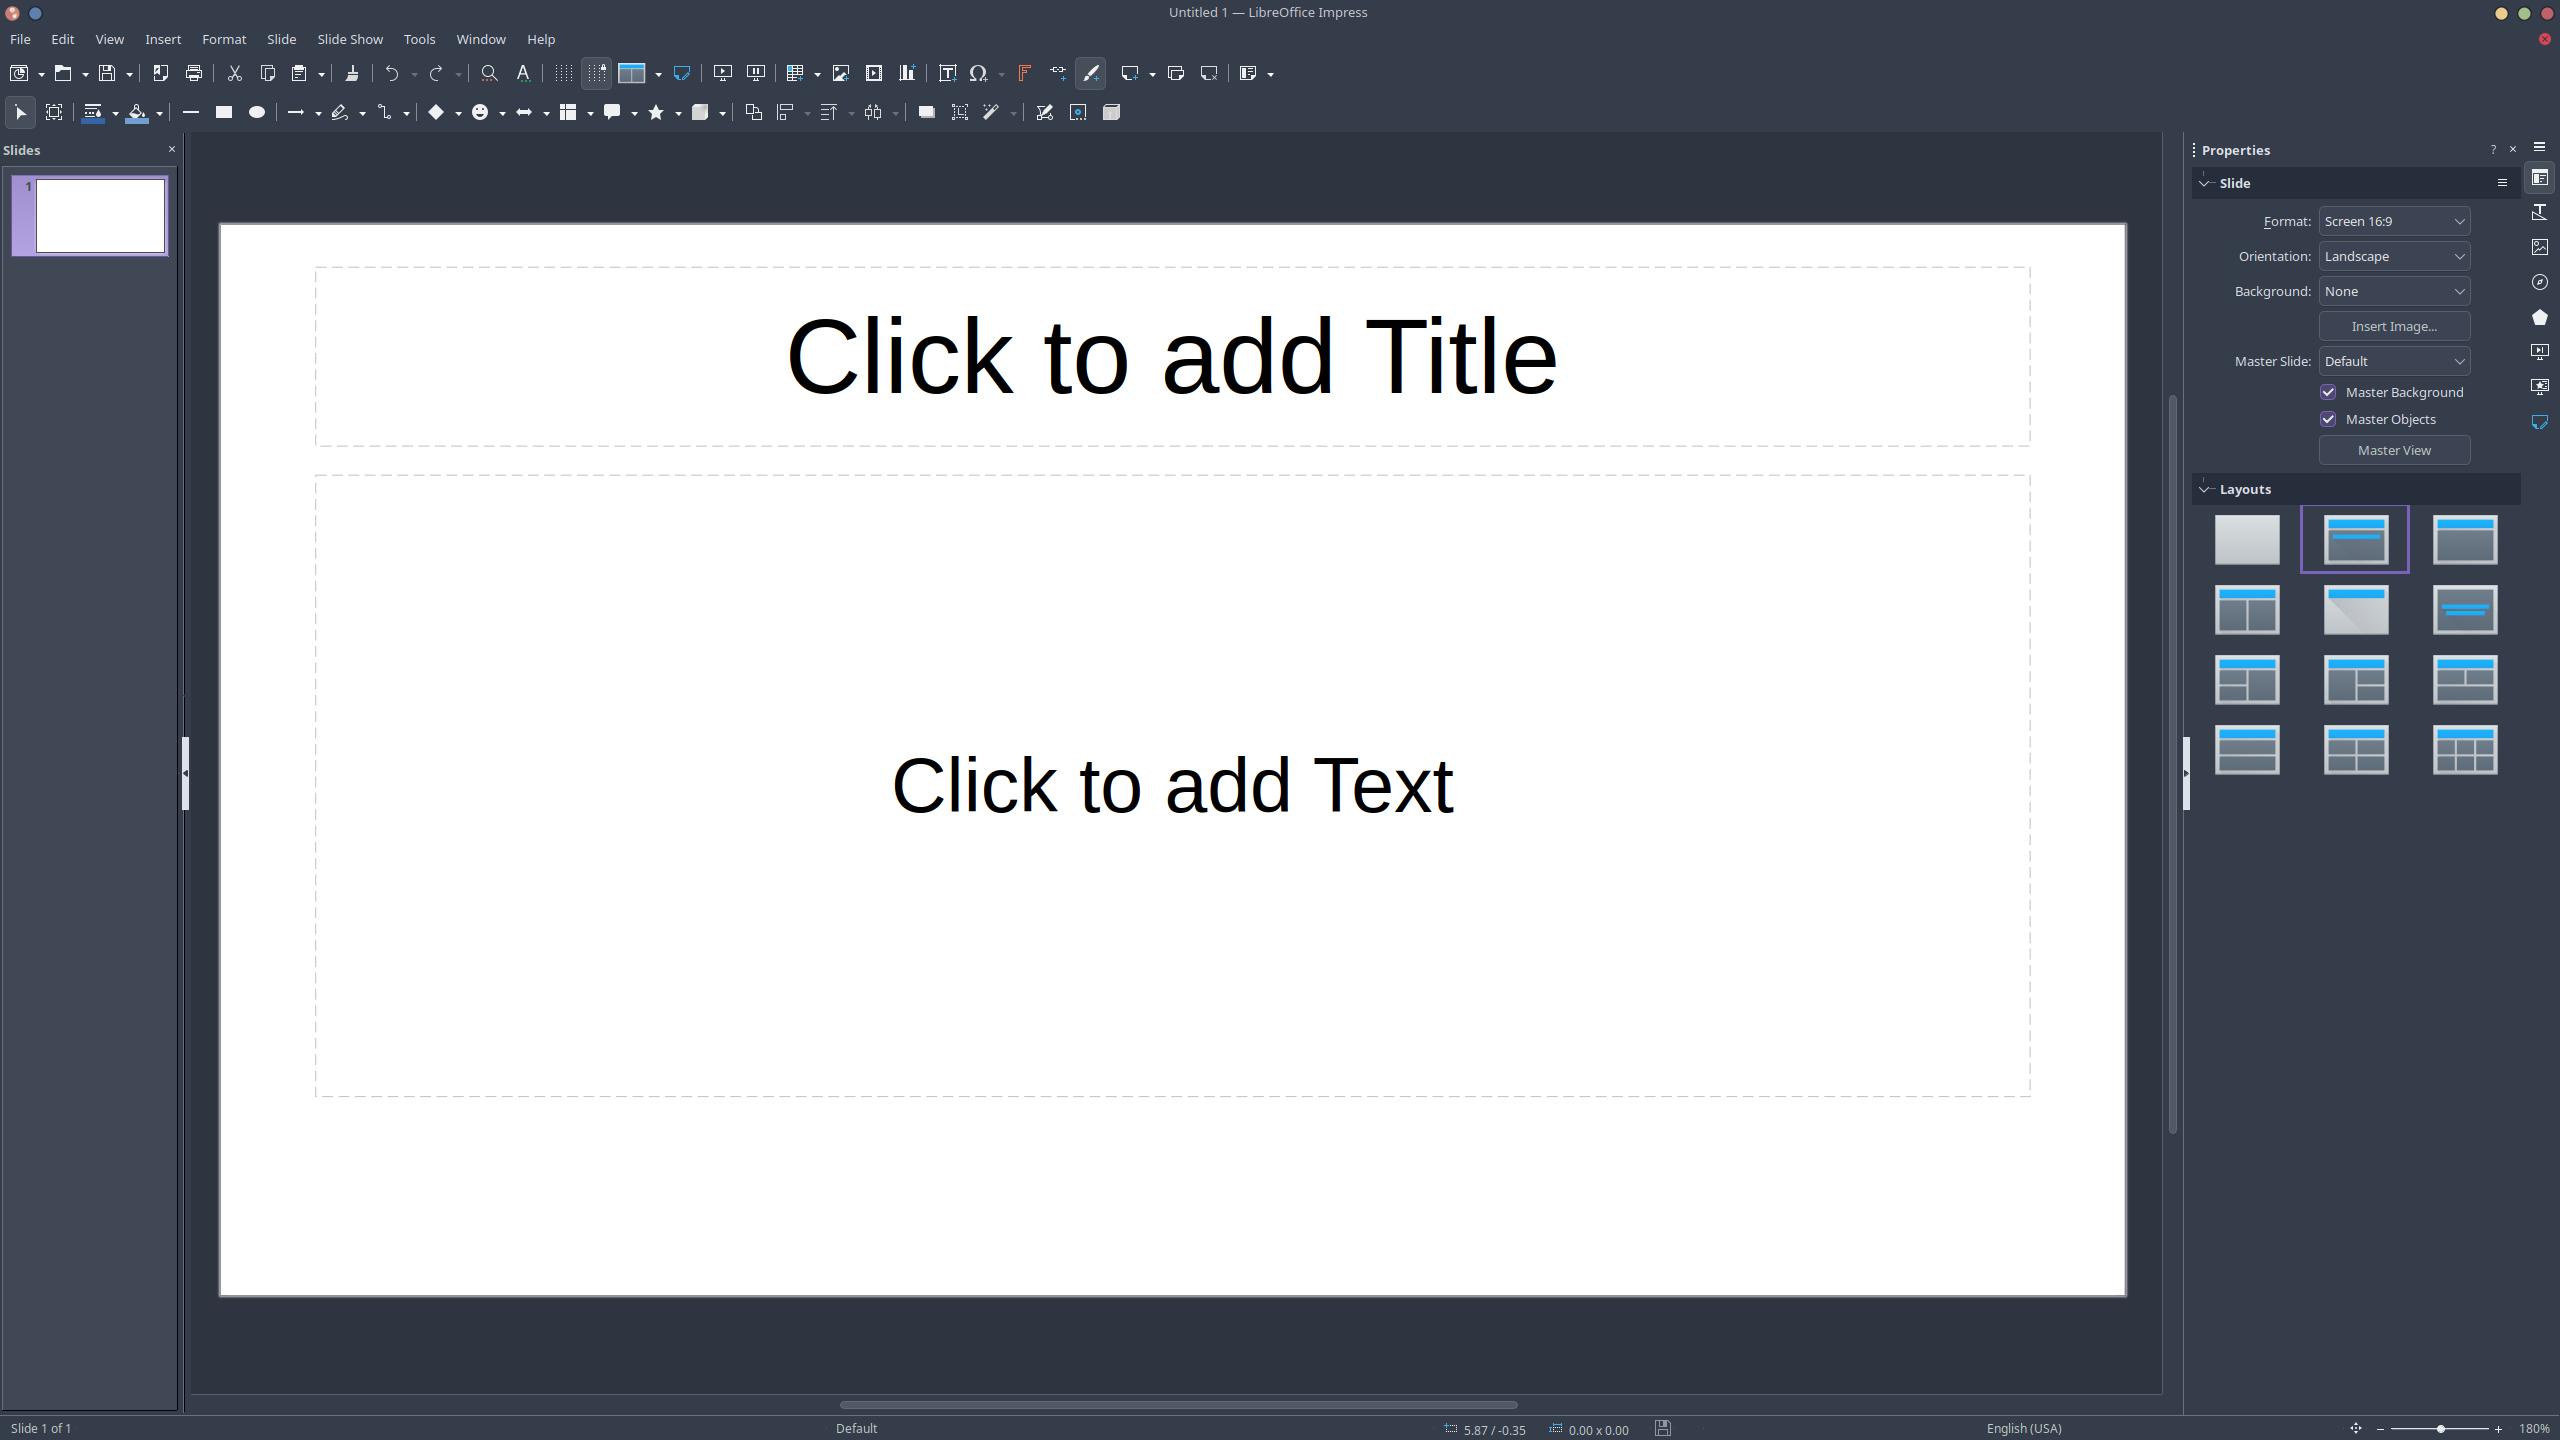 Untitled 1 — LibreOffice Impress
File Edit View Insert Format Slide Slide Show Tools Window Help
Slides
1
Click to add Title
Click to add Text
Properties
Slide
Format: Screen 16:9
Orientation: Landscape
Background: None
Insert Image...
Master Slide: Default
Master Background
Master Objects
Master View
Layouts
Slide 1 of 1 Default 5.87 / -0.35 0.00 x 0.00 English (USA) 180%